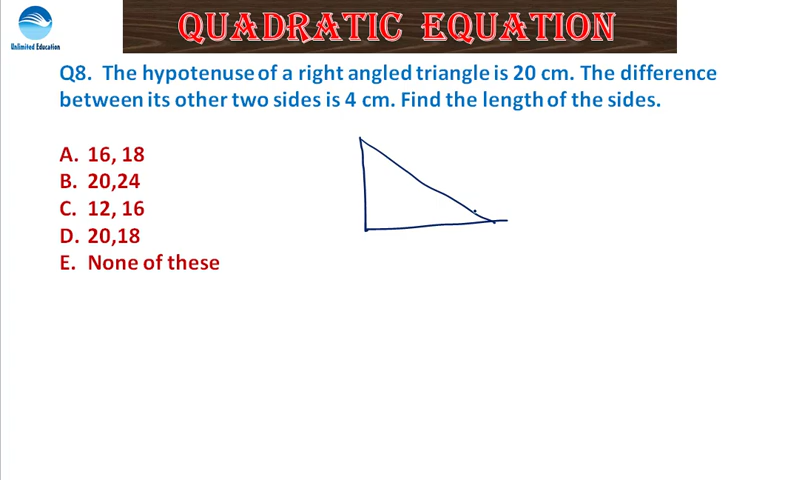 QUADRATIC EQUATION
Unlimited Education
Q8. The hypotenuse of a right angled triangle is 20 cm. The difference
between its other two sides is 4 cm. Find the length of the sides.
A. 16, 18
B. 20,24
C. 12, 16
D. 20,18
E. None of these